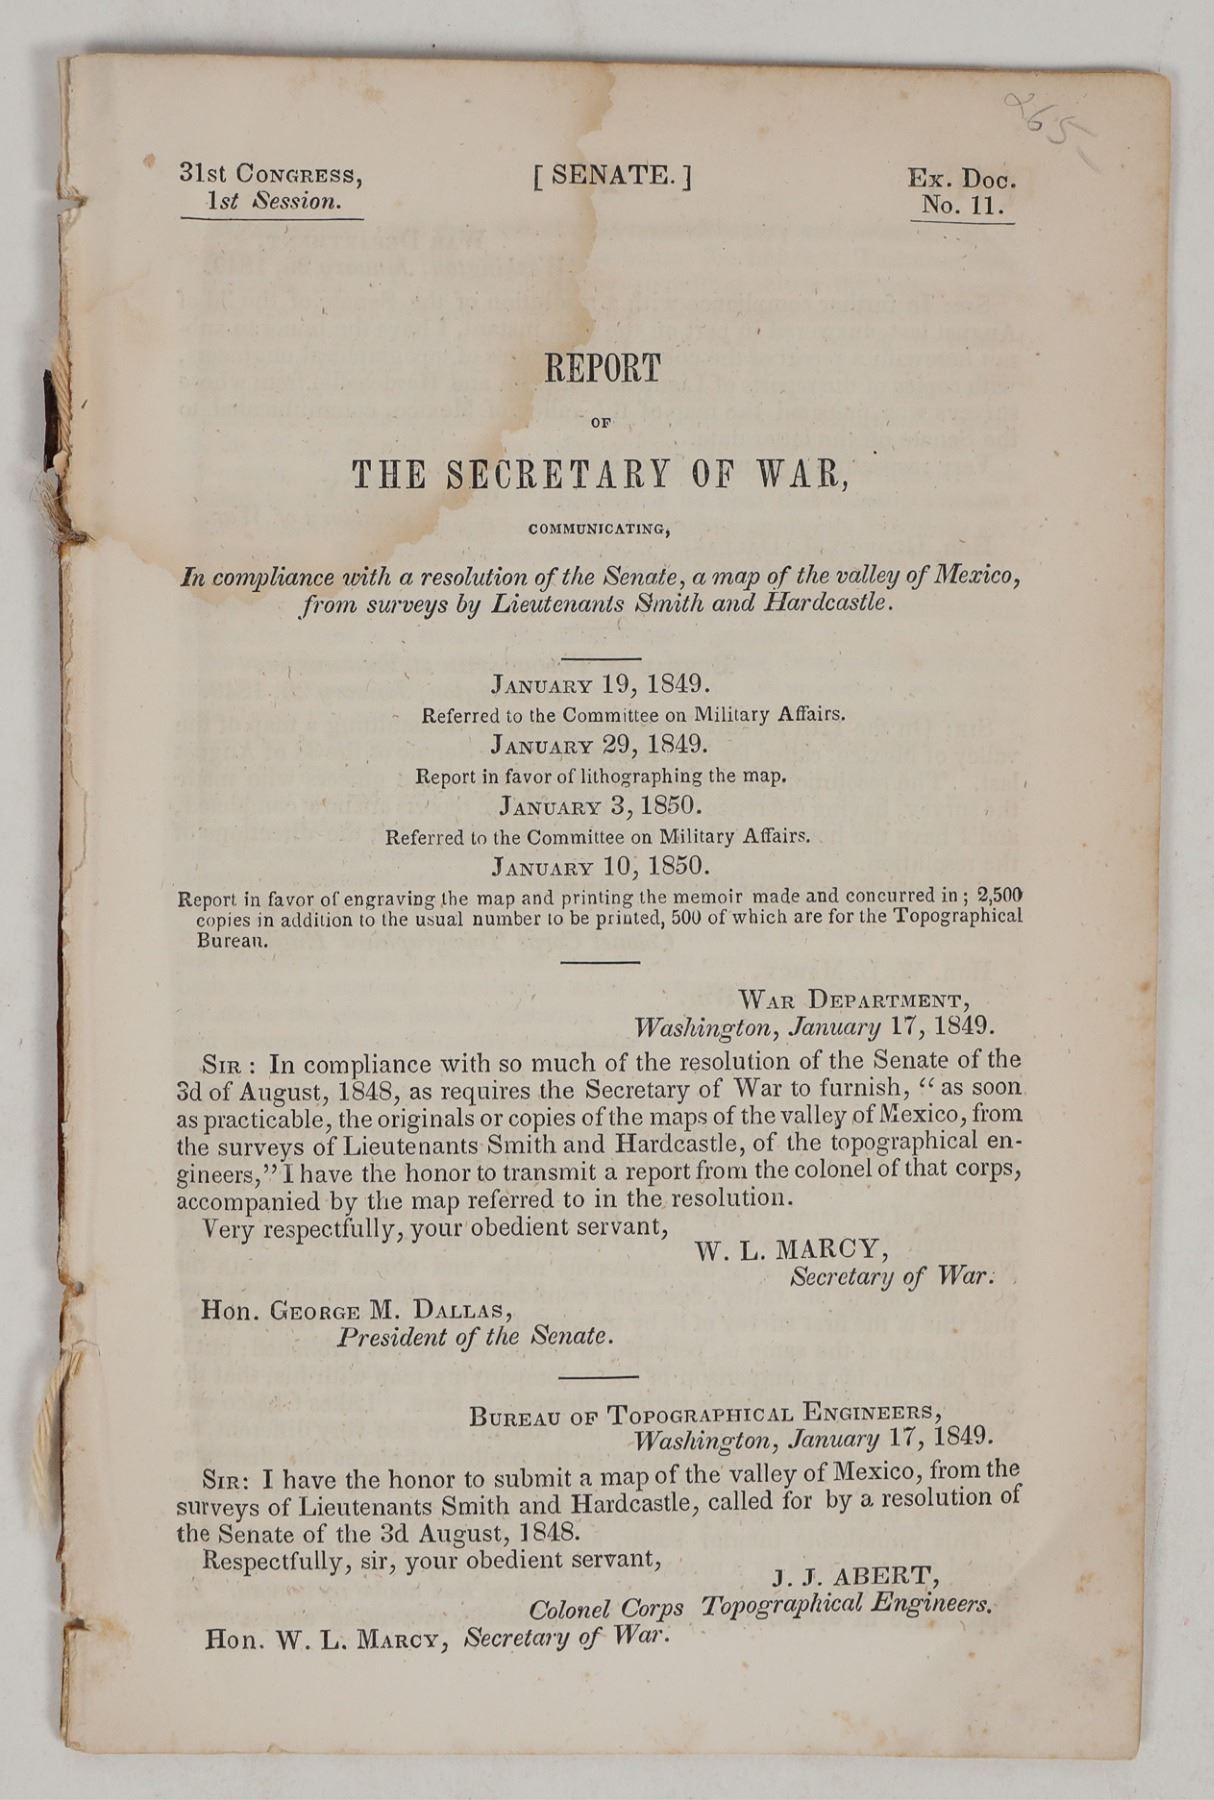 265
31st Congress,
1st Session.
[ SENATE. ]
Ex. Doc.
No. 11.
REPORT
OF
THE SECRETARY OF WAR,
COMMUNICATING,
In compliance with a resolution of the Senate, a map of the valley of Mexico,
from surveys by Lieutenants Smith and Hardcastle.
January 19, 1849.
Referred to the Committee on Military Affairs.
January 29, 1849.
Report in favor of lithographing the map.
January 3, 1850.
Referred to the Committee on Military Affairs.
January 10, 1850.
Report in favor of engraving the map and printing the memoir made and concurred in; 2,500
copies in addition to the usual number to be printed, 500 of which are for the Topographical
Bureau.
War Department,
Washington, January 17, 1849.
Sir: In compliance with so much of the resolution of the Senate of the
3d of August, 1848, as requires the Secretary of War to furnish, “as soon
as practicable, the originals or copies of the maps of the valley of Mexico, from
the surveys of Lieutenants Smith and Hardcastle, of the topographical en-
gineers,” I have the honor to transmit a report from the colonel of that corps,
accompanied by the map referred to in the resolution.
Very respectfully, your obedient servant,
W. L. MARCY,
Secretary of War.
Hon. George M. Dallas,
President of the Senate.
Bureau of Topographical Engineers,
Washington, January 17, 1849.
Sir: I have the honor to submit a map of the valley of Mexico, from the
surveys of Lieutenants Smith and Hardcastle, called for by a resolution of
the Senate of the 3d August, 1848.
Respectfully, sir, your obedient servant,
J. J. ABERT,
Colonel Corps Topographical Engineers.
Hon. W. L. Marcy, Secretary of War.